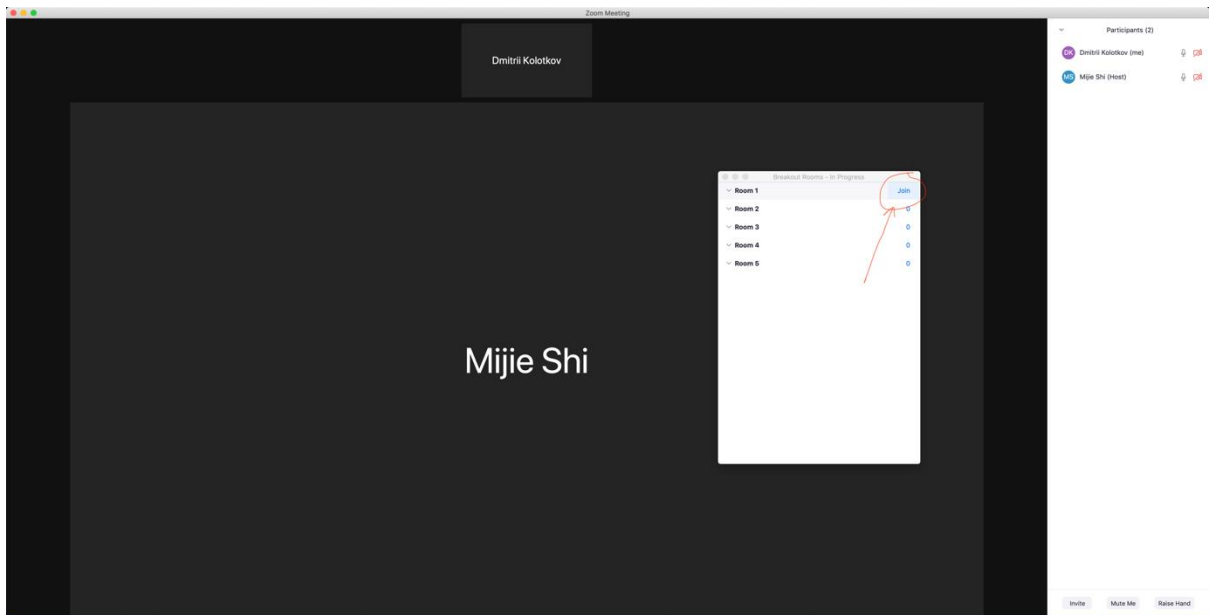 Zoom Meeting
Dmitrii Kolotkov
Mijie Shi
Breakout Rooms - In Progress
Room 1 Join
Room 2 0
Room 3 0
Room 4 0
Room 5 0
Participants (2)
DK Dmitrii Kolotkov (me)
MS Mijie Shi (Host)
Invite Mute Me Raise Hand